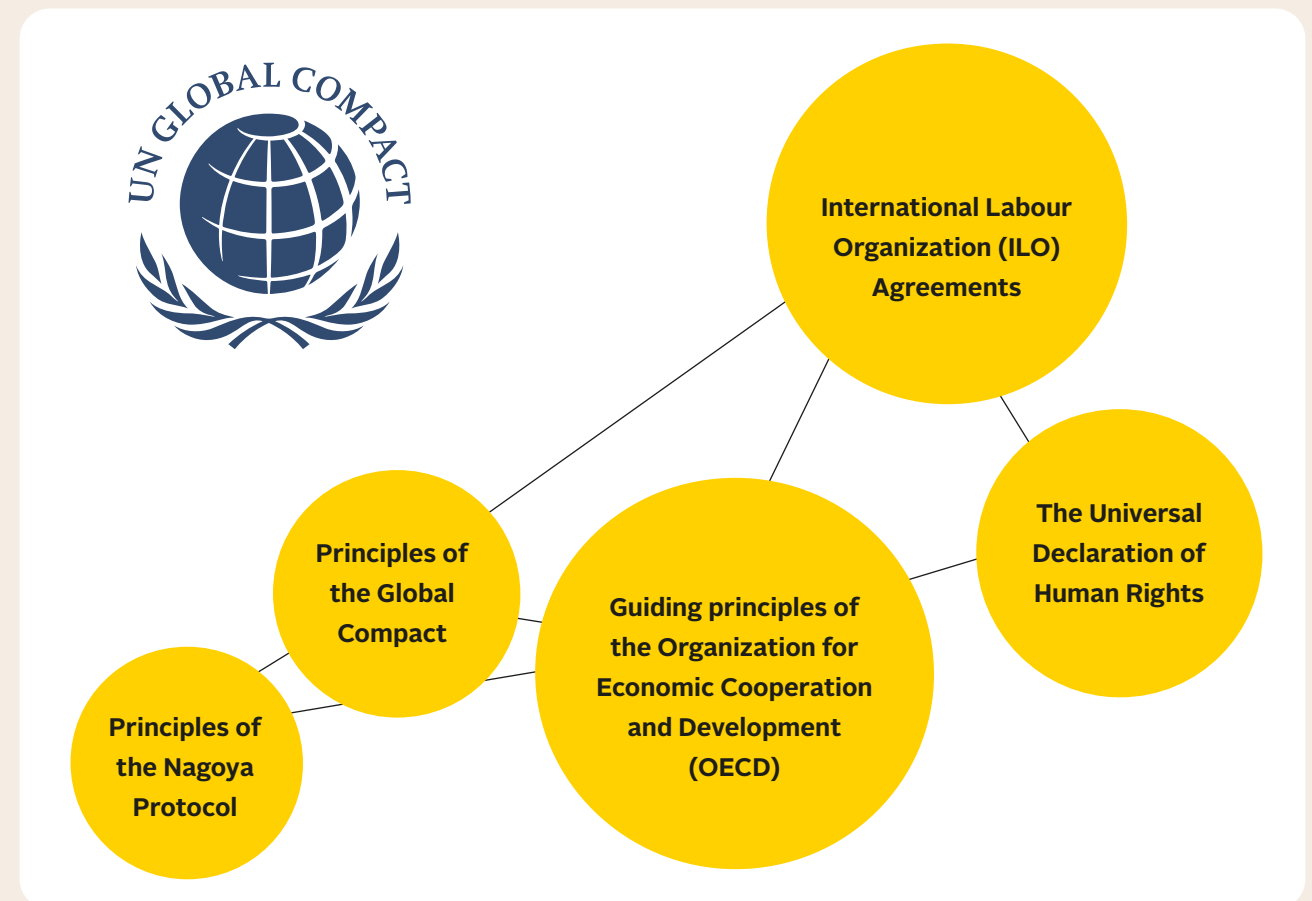 UN GLOBAL COMPACT
International Labour
Organization (ILO)
Agreements
The Universal
Declaration of
Human Rights
Principles of
the Global
Compact
Guiding principles of
the Organization for
Economic Cooperation
and Development
(OECD)
Principles of
the Nagoya
Protocol